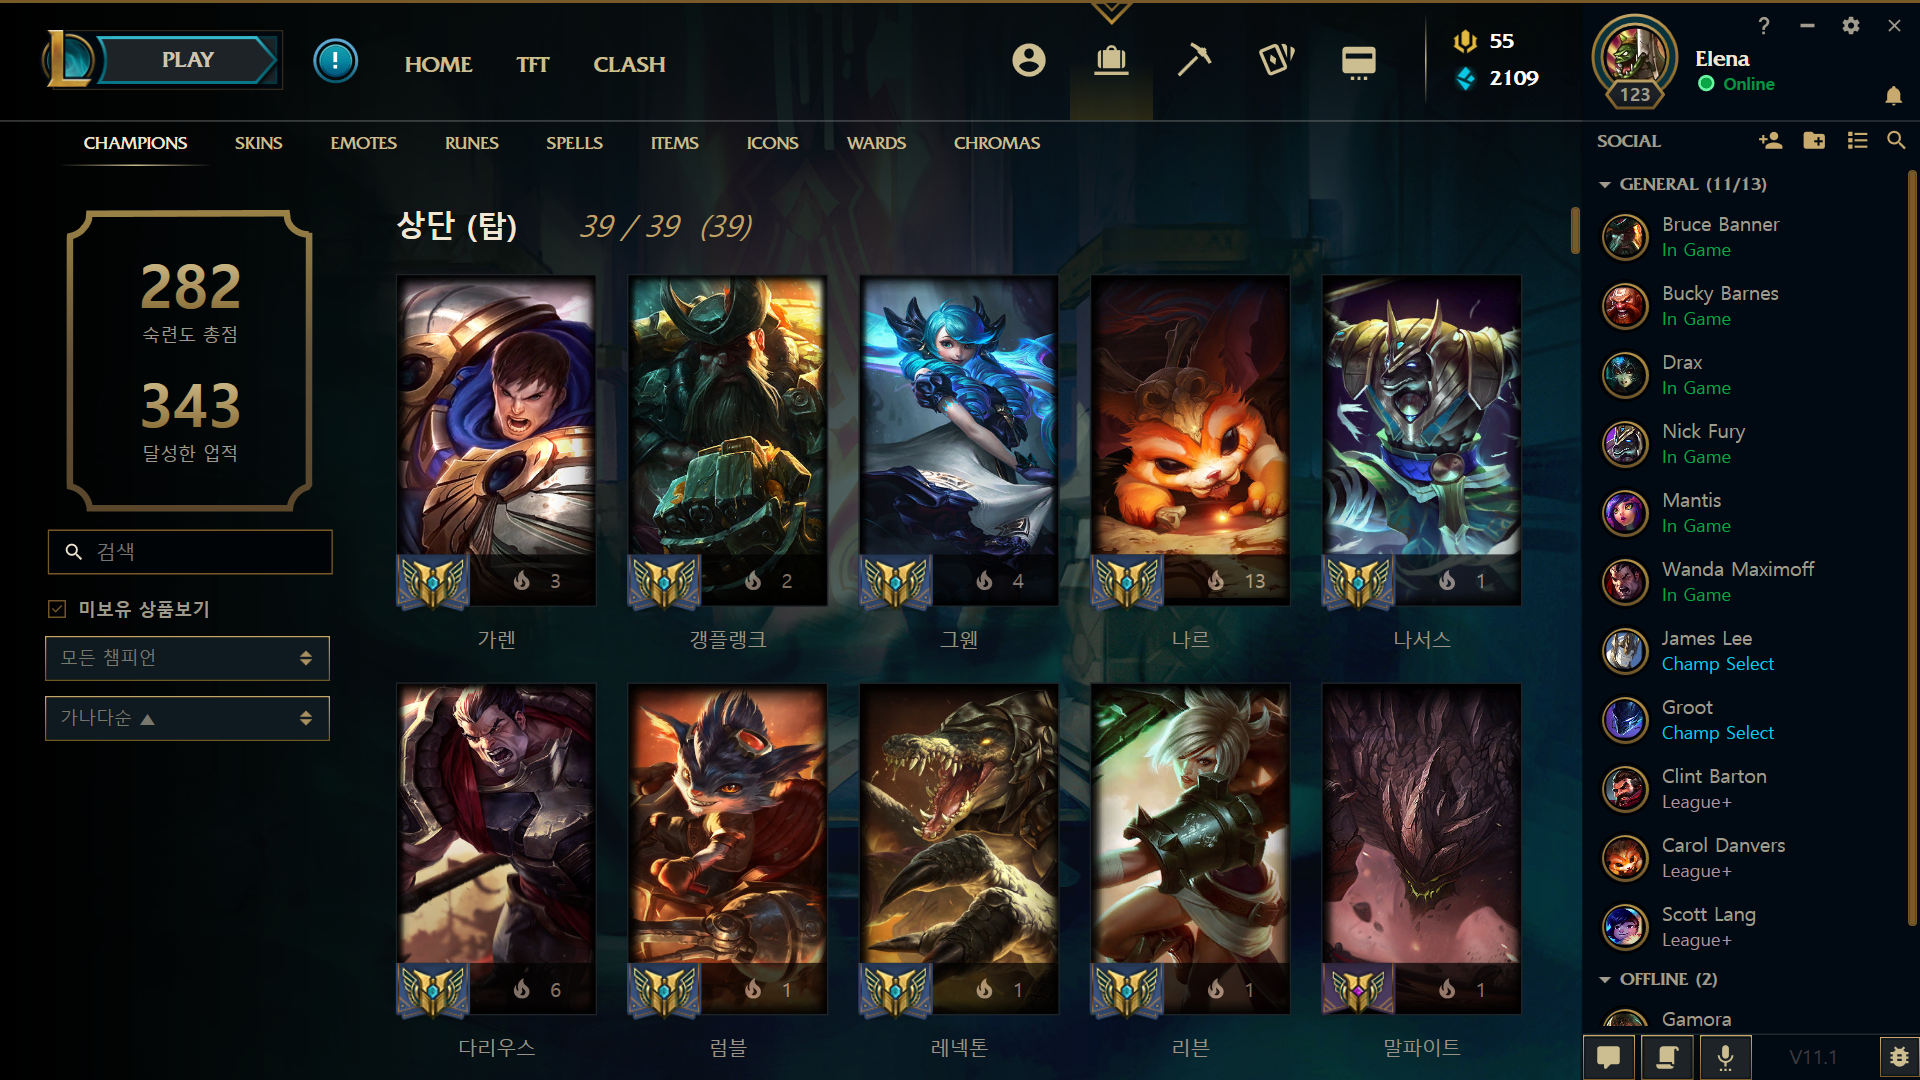 PLAY
HOME
TFT
CLASH
55
2109
123
Elena
Online
CHAMPIONS
SKINS
EMOTES
RUNES
SPELLS
ITEMS
ICONS
WARDS
CHROMAS
282
숙련도 총점
343
달성한 업적
검색
미보유 상품보기
모든 챔피언
가나다순 ▲
상단 (탑)
39 / 39 (39)
3
2
4
13
1
가렌
갱플랭크
그웬
나르
나서스
6
1
1
1
1
다리우스
럼블
레넥톤
리븐
말파이트
SOCIAL
GENERAL (11/13)
Bruce Banner
In Game
Bucky Barnes
In Game
Drax
In Game
Nick Fury
In Game
Mantis
In Game
Wanda Maximoff
In Game
James Lee
Champ Select
Groot
Champ Select
Clint Barton
League+
Carol Danvers
League+
Scott Lang
League+
OFFLINE (2)
Gamora
V11.1